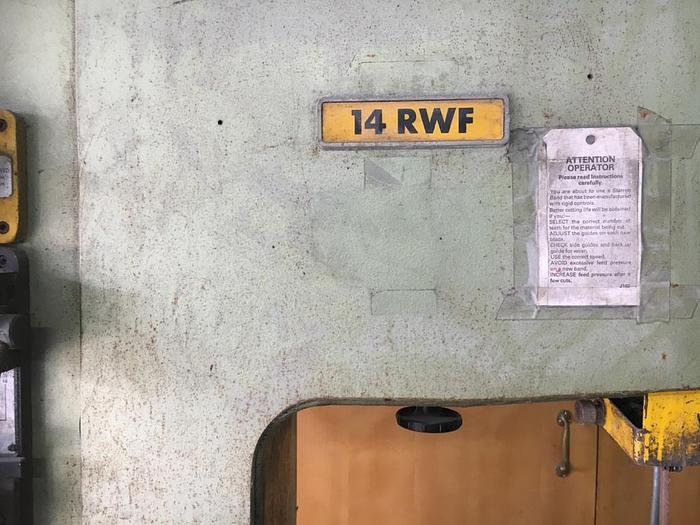 14 RWF
ATTENTION
OPERATOR
Please read Instructions
carefully.
You are about to use a Starrett
Band that has been manufactured
with rigid controls.
Better cutting life will be obtained
if you:—
SELECT the correct number of
teeth for the material being cut.
ADJUST the guides on each new
blade.
CHECK side guides and back up
guide for wear.
USE the correct speed.
AVOID excessive feed pressure
on a new band.
INCREASE feed pressure after a
few cuts.